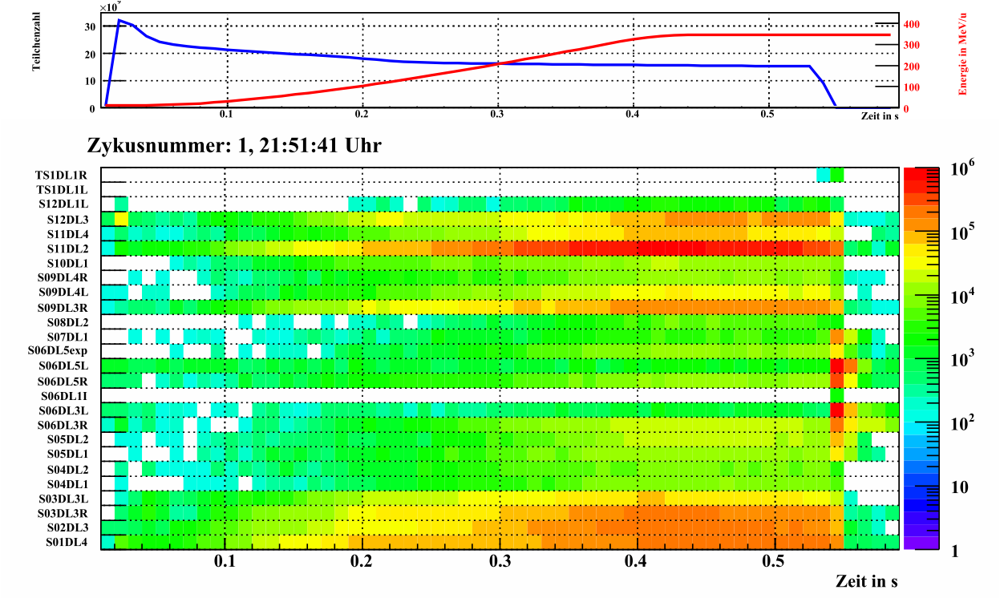 ×10⁹
Teilchenzahl
30
20
10
0
400
300
200
100
0
Energie in MeV/u
0.1 0.2 0.3 0.4 0.5
Zeit in s
Zykusnummer: 1, 21:51:41 Uhr
TS1DL1R
TS1DL1L
S12DL1L
S12DL3
S11DL4
S11DL2
S10DL1
S09DL4R
S09DL4L
S09DL3R
S08DL2
S07DL1
S06DL5exp
S06DL5L
S06DL5R
S06DL1I
S06DL3L
S06DL3R
S05DL2
S05DL1
S04DL2
S04DL1
S03DL3L
S03DL3R
S02DL3
S01DL4
10⁶
10⁵
10⁴
10³
10²
10
1
0.1 0.2 0.3 0.4 0.5
Zeit in s